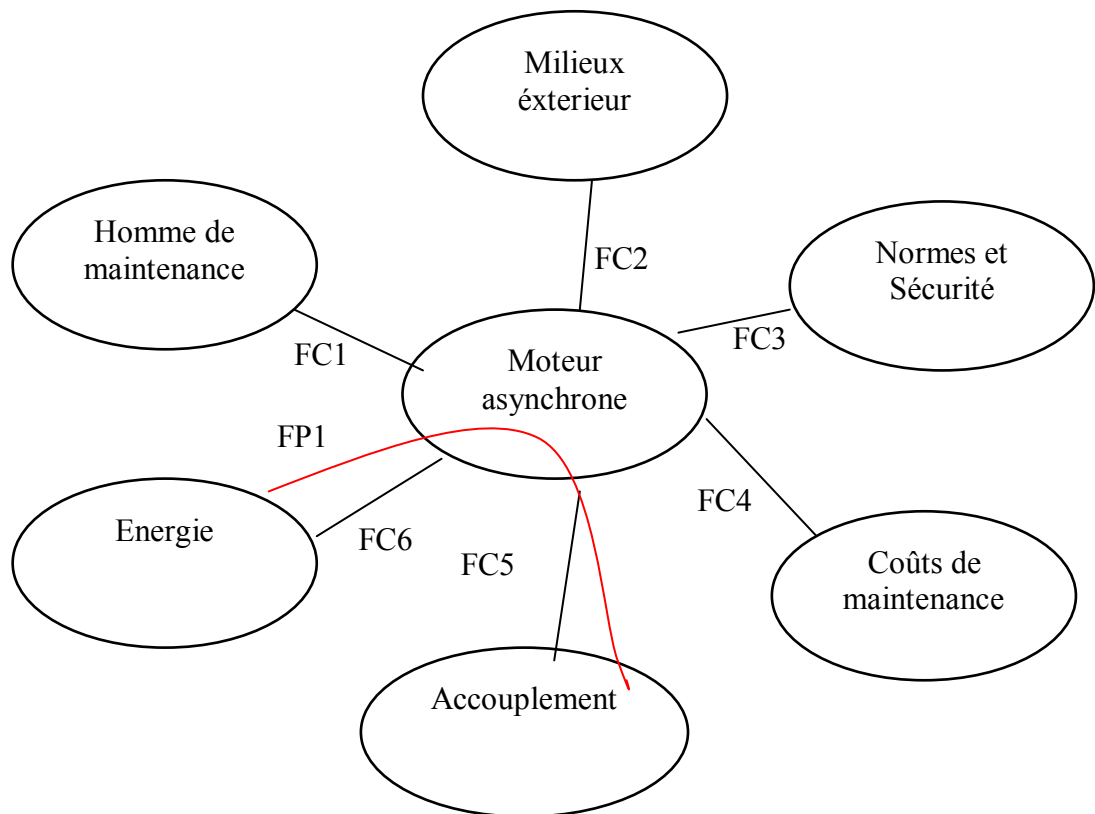 Milieux
éxterieur
Homme de
maintenance
Normes et
Sécurité
FC2
FC3
FC1
Moteur
asynchrone
FP1
Energie
FC6
FC5
FC4
Coûts de
maintenance
Accouplement